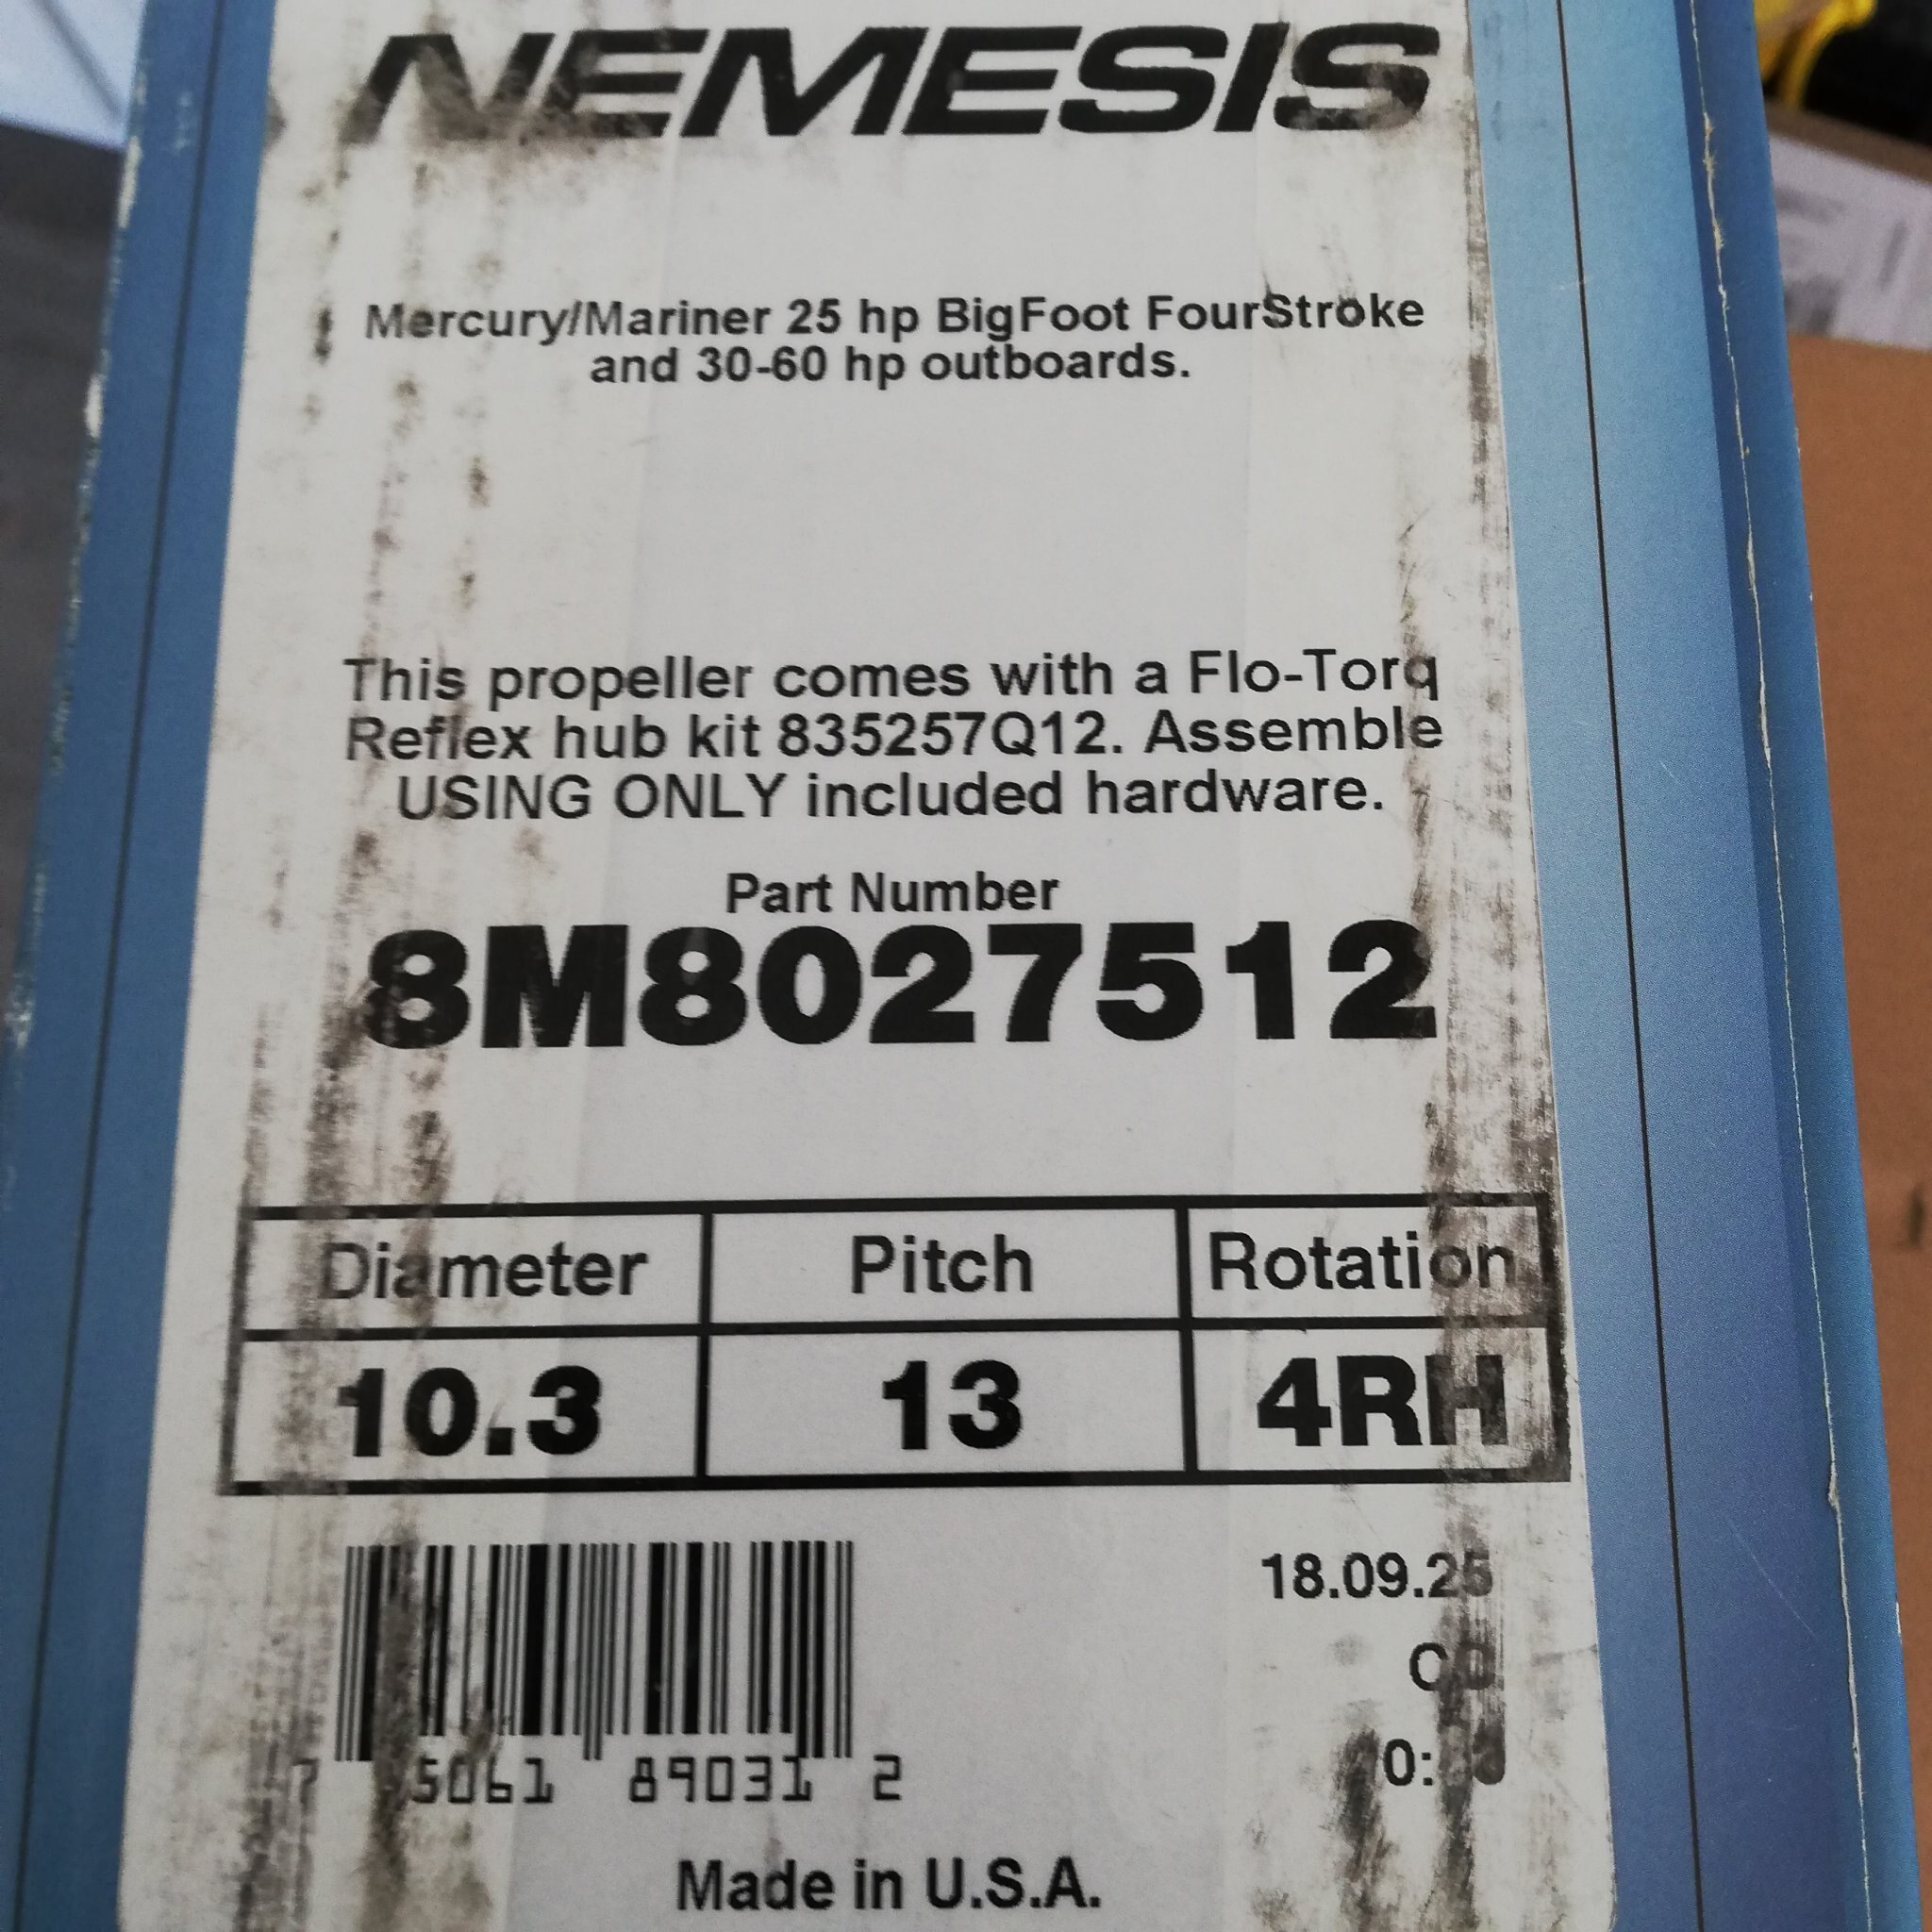 NEMESIS
Mercury/Mariner 25 hp BigFoot FourStroke
and 30-60 hp outboards.
This propeller comes with a Flo-Torq
Reflex hub kit 835257Q12. Assemble
USING ONLY included hardware.
Part Number
8M8027512
Diameter Pitch Rotation
10.3 13 4RH
18.09.25
7 5061 89031 2
Made in U.S.A.